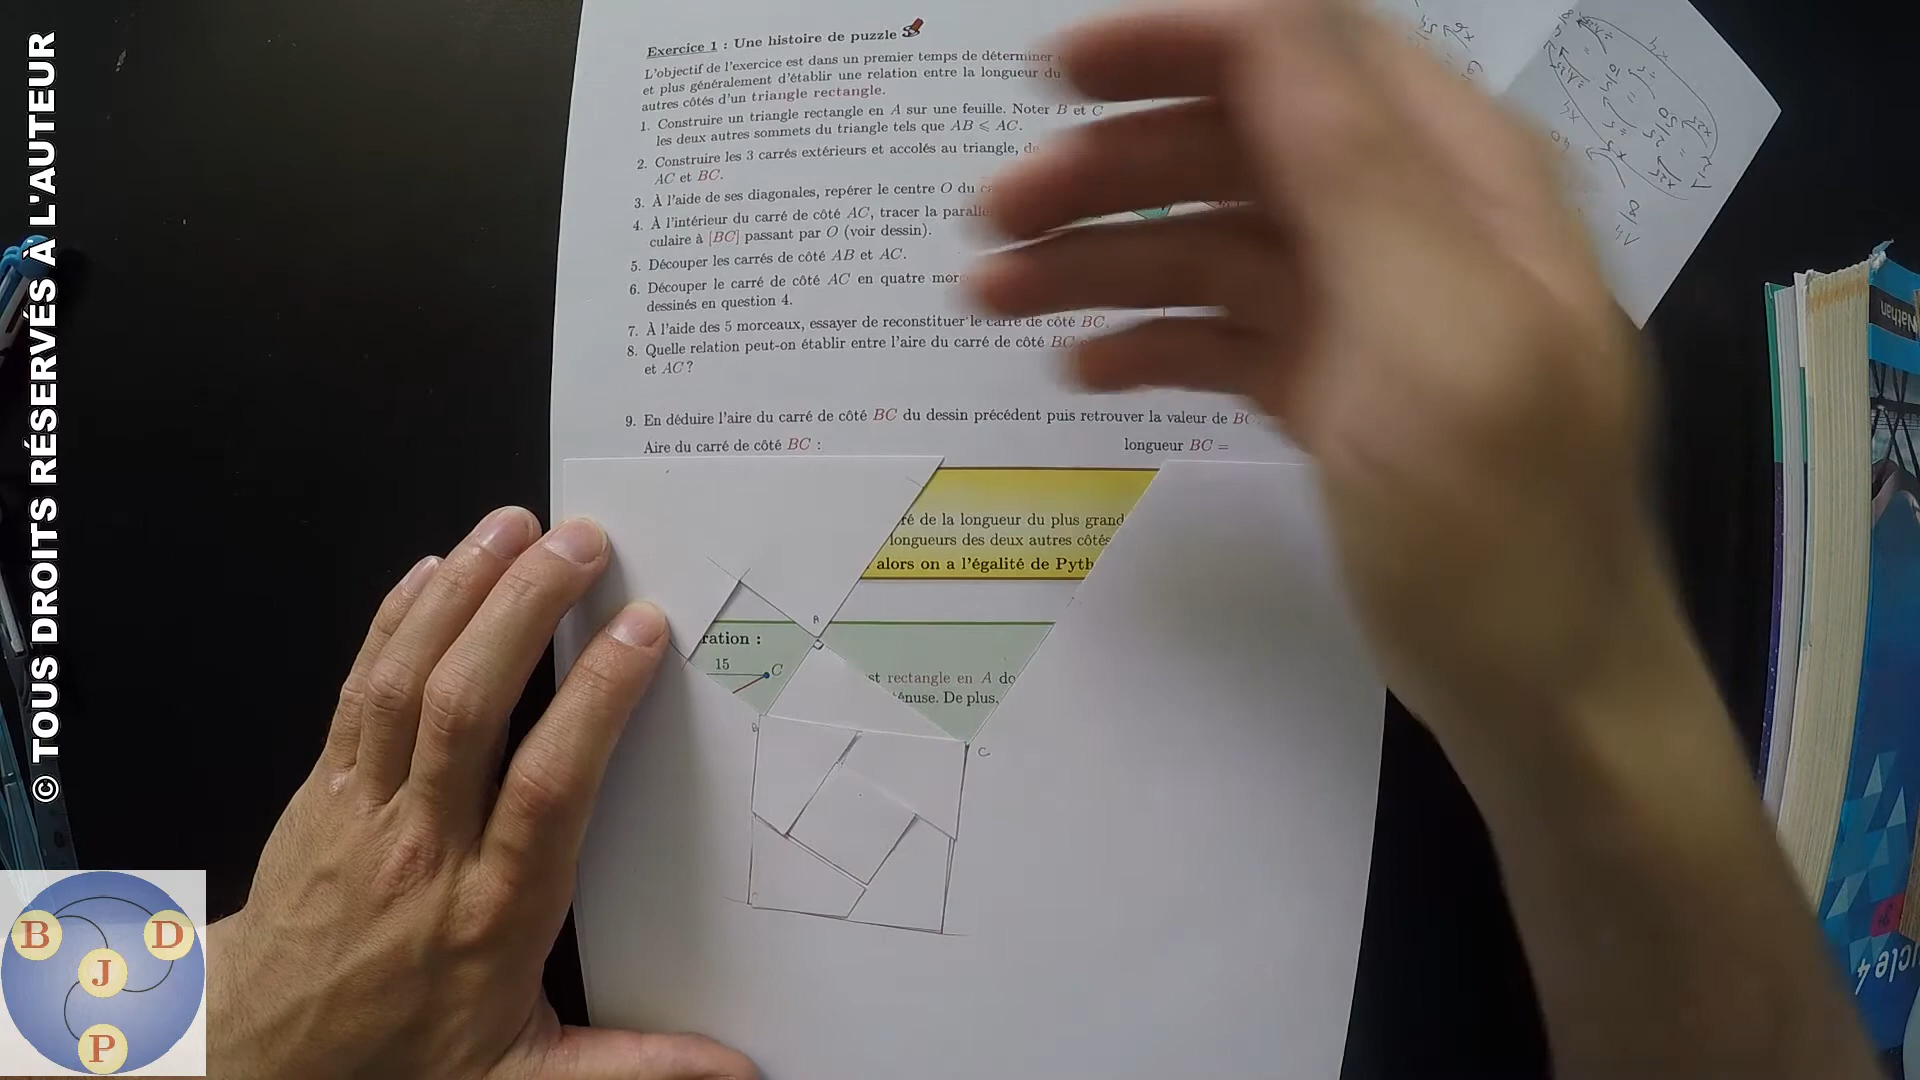 © TOUS DROITS RÉSERVÉS À L'AUTEUR
Exercice 1 : Une histoire de puzzle
L'objectif de l'exercice est dans un premier temps de déterminer
et plus généralement d'établir une relation entre la longueur du
autres côtés d'un triangle rectangle.
1. Construire un triangle rectangle en A sur une feuille. Noter B et C
les deux autres sommets du triangle tels que AB ⩽ AC.
2. Construire les 3 carrés extérieurs et accolés au triangle, de
AC et BC.
3. À l'aide de ses diagonales, repérer le centre O du
4. À l'intérieur du carré de côté AC, tracer la
culaire à [BC] passant par O (voir dessin).
5. Découper les carrés de côté AB et AC.
6. Découper le carré de côté AC en quatre
dessinés en question 4.
7. À l'aide des 5 morceaux, essayer de reconstituer le carré de côté BC.
8. Quelle relation peut-on établir entre l'aire du carré de côté BC
et AC ?
9. En déduire l'aire du carré de côté BC du dessin précédent puis retrouver la valeur de BC.
Aire du carré de côté BC :
longueur BC =
ré de la longueur du plus grand
longueurs des deux autres côtés
alors on a l'égalité de Pyth
ration :
15
C
st rectangle en A do
énuse. De plus,
A
B
C
Nathan
cycle 4
B
D
J
P